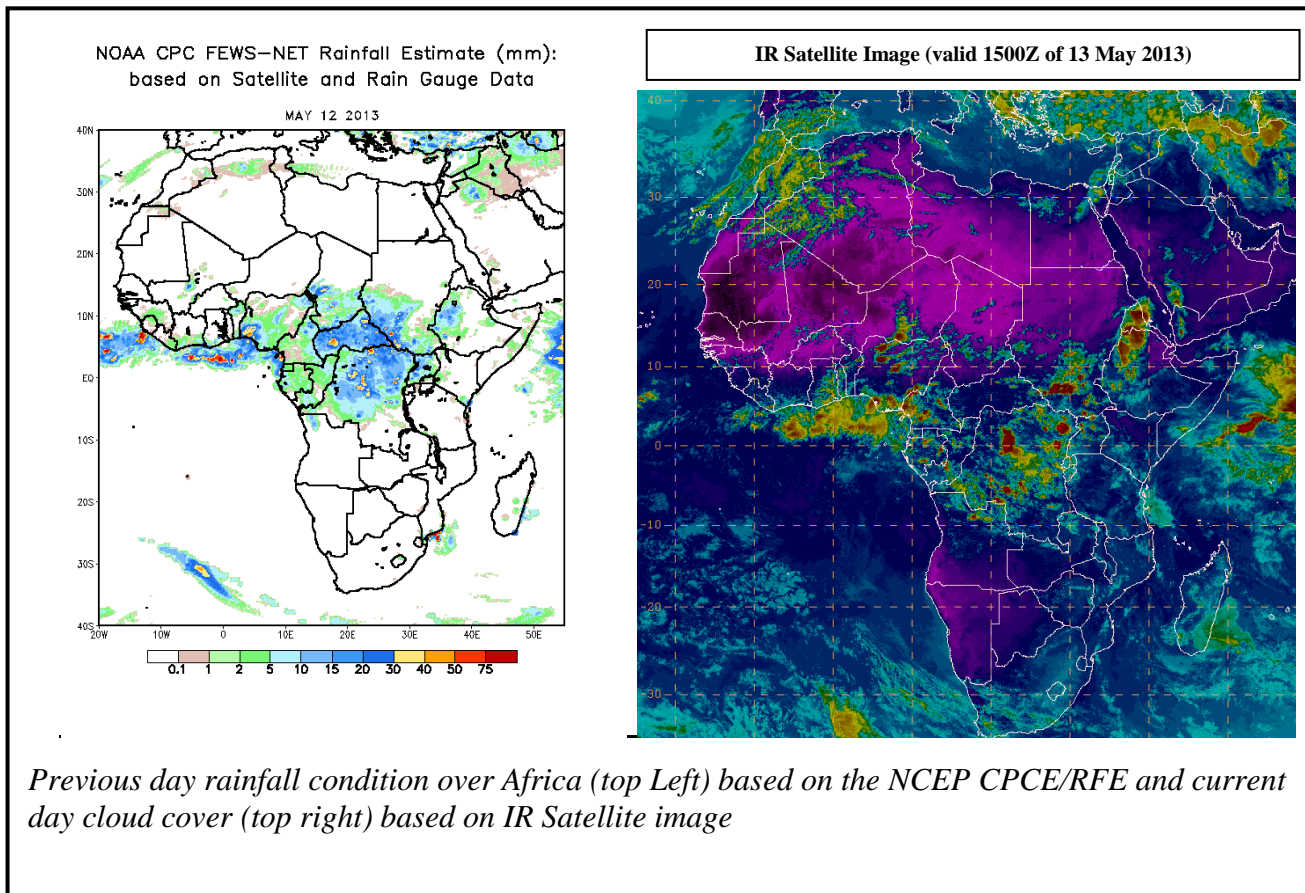 NOAA CPC FEWS-NET Rainfall Estimate (mm):
based on Satellite and Rain Gauge Data
MAY 12 2013
40N
30N
20N
10N
EQ
10S
20S
30S
40S
20W 10W 0 10E 20E 30E 40E 50E
0.1 1 2 5 10 15 20 30 40 50 75
IR Satellite Image (valid 1500Z of 13 May 2013)
40
30
20
10
0
-10
-20
-30
Previous day rainfall condition over Africa (top Left) based on the NCEP CPCE/RFE and current
day cloud cover (top right) based on IR Satellite image